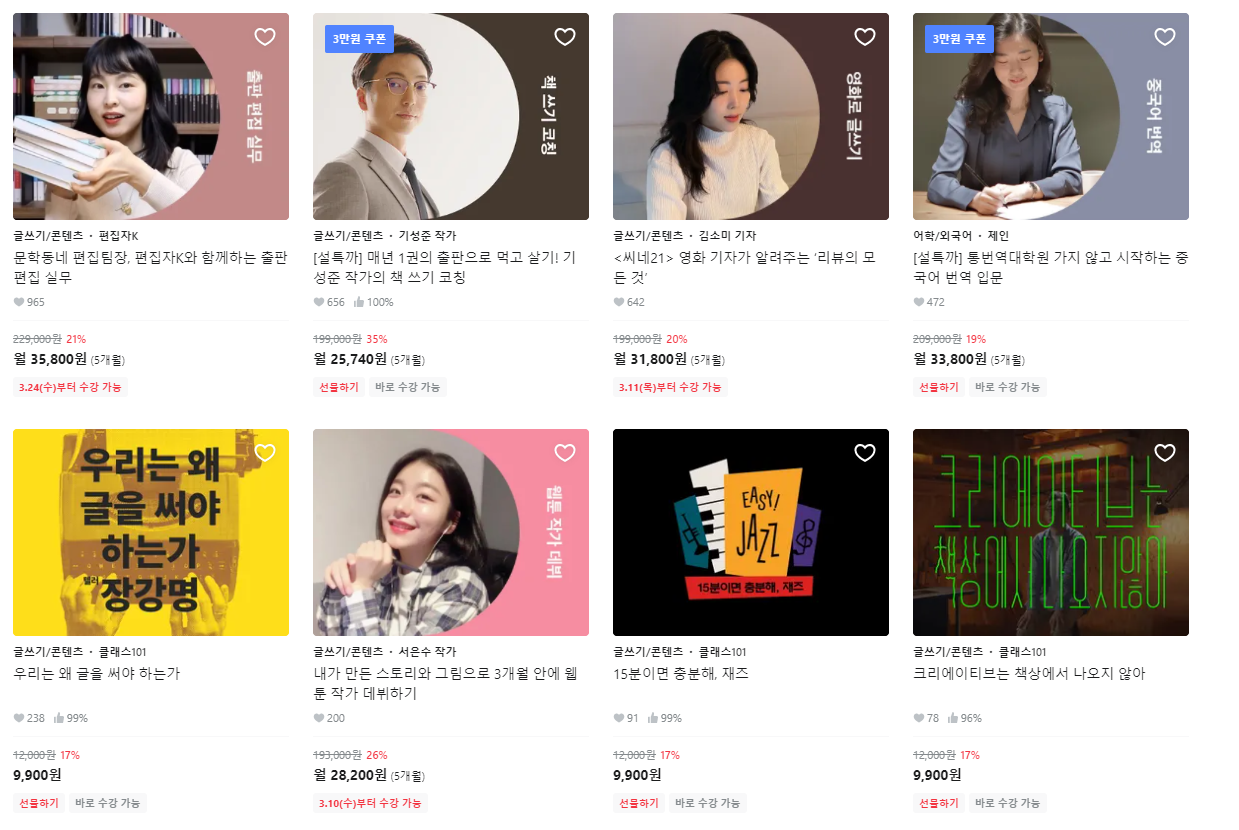 출판 편집 실무
글쓰기/콘텐츠 · 편집자K
문학동네 편집팀장, 편집자K와 함께하는 출판
편집 실무
965
229,000원 21%
월 35,800원 (5개월)
3.24(수)부터 수강 가능
3만원 쿠폰
책 쓰기 코칭
글쓰기/콘텐츠 · 기성준 작가
[설특까] 매년 1권의 출판으로 먹고 살기! 기
성준 작가의 책 쓰기 코칭
656 100%
199,000원 35%
월 25,740원 (5개월)
선물하기 바로 수강 가능
영화로 글쓰기
글쓰기/콘텐츠 · 김소미 기자
<씨네21> 영화 기자가 알려주는 ‘리뷰의 모
든 것’
642
199,000원 20%
월 31,800원 (5개월)
3.11(목)부터 수강 가능
3만원 쿠폰
중국어 번역
어학/외국어 · 제인
[설특까] 통번역대학원 가지 않고 시작하는 중
국어 번역 입문
472
209,000원 19%
월 33,800원 (5개월)
선물하기 바로 수강 가능
우리는 왜
글을 써야
하는가
텔러 장강명
글쓰기/콘텐츠 · 클래스101
우리는 왜 글을 써야 하는가
238 99%
12,000원 17%
9,900원
선물하기 바로 수강 가능
웹툰 작가 데뷔
글쓰기/콘텐츠 · 서은수 작가
내가 만든 스토리와 그림으로 3개월 안에 웹
툰 작가 데뷔하기
200
193,000원 26%
월 28,200원 (5개월)
3.10(수)부터 수강 가능
EASY!
JAZZ
15분이면 충분해, 재즈
글쓰기/콘텐츠 · 클래스101
15분이면 충분해, 재즈
91 99%
12,000원 17%
9,900원
선물하기 바로 수강 가능
크리에이티브는
책상에서 나오지않아
글쓰기/콘텐츠 · 클래스101
크리에이티브는 책상에서 나오지 않아
78 96%
12,000원 17%
9,900원
선물하기 바로 수강 가능